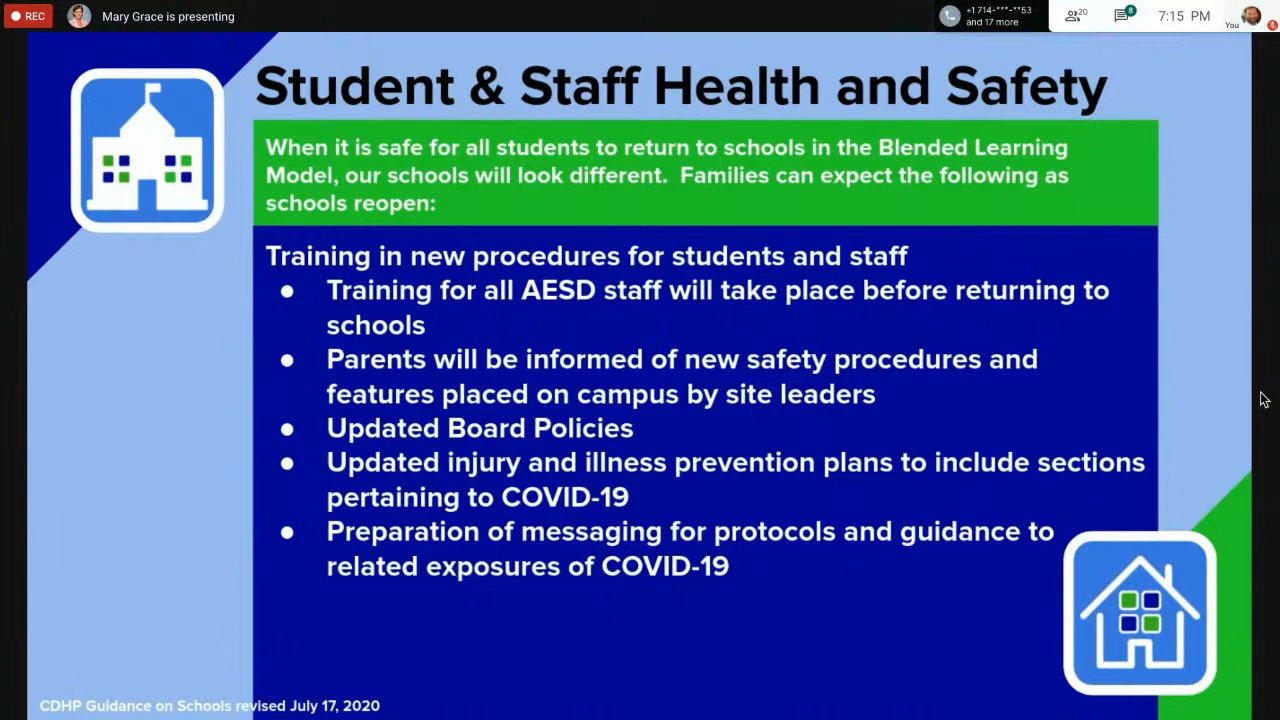 REC
Mary Grace is presenting
+1 714-***-**53
and 17 more
20
8
7:15 PM
You
Student & Staff Health and Safety
When it is safe for all students to return to schools in the Blended Learning
Model, our schools will look different. Families can expect the following as
schools reopen:
Training in new procedures for students and staff
● Training for all AESD staff will take place before returning to
schools
● Parents will be informed of new safety procedures and
features placed on campus by site leaders
● Updated Board Policies
● Updated injury and illness prevention plans to include sections
pertaining to COVID-19
● Preparation of messaging for protocols and guidance to
related exposures of COVID-19
CDHP Guidance on Schools revised July 17, 2020